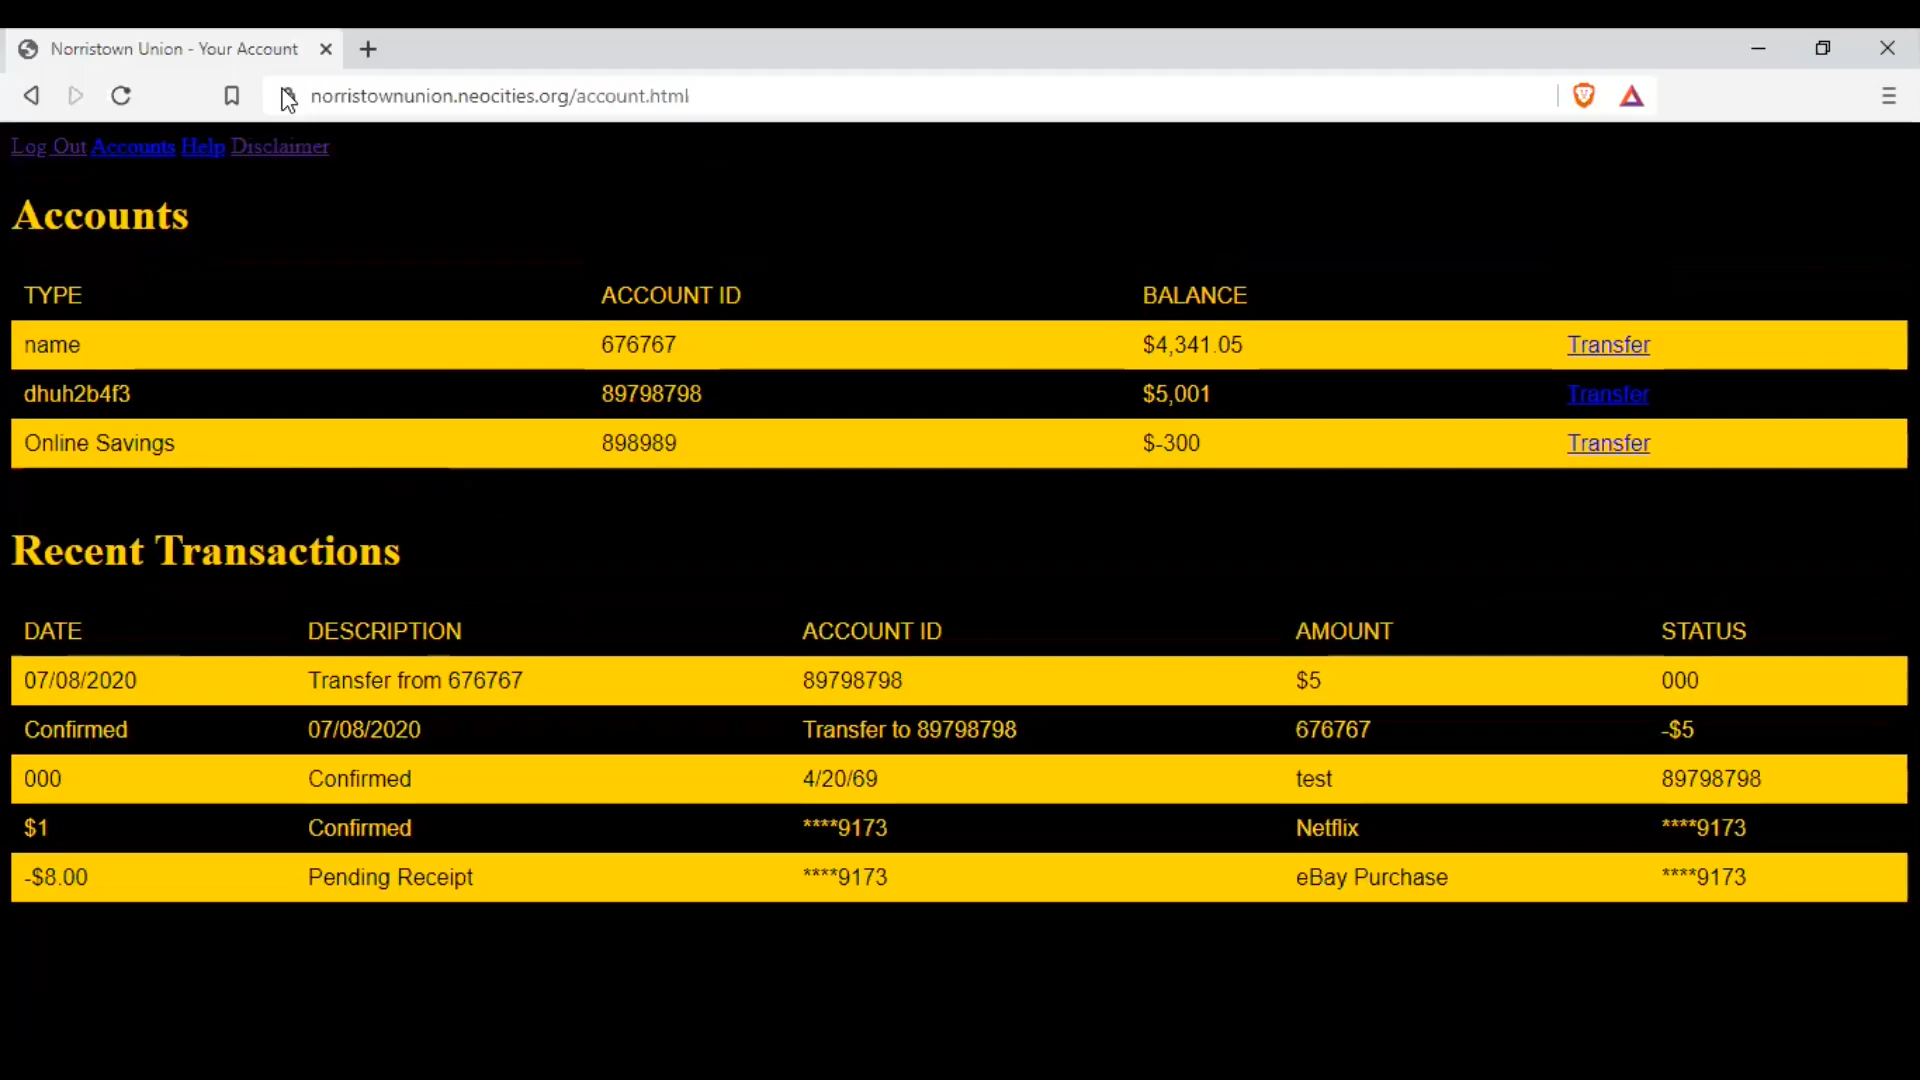 Norristown Union - Your Account
norristownunion.neocities.org/account.html
Log Out Accounts Help Disclaimer
Accounts
TYPE ACCOUNT ID BALANCE
name 676767 $4,341.05 Transfer
dhuh2b4f3 89798798 $5,001 Transfer
Online Savings 898989 $-300 Transfer
Recent Transactions
DATE DESCRIPTION ACCOUNT ID AMOUNT STATUS
07/08/2020 Transfer from 676767 89798798 $5 000
Confirmed 07/08/2020 Transfer to 89798798 676767 -$5
000 Confirmed 4/20/69 test 89798798
$1 Confirmed ****9173 Netflix ****9173
-$8.00 Pending Receipt ****9173 eBay Purchase ****9173